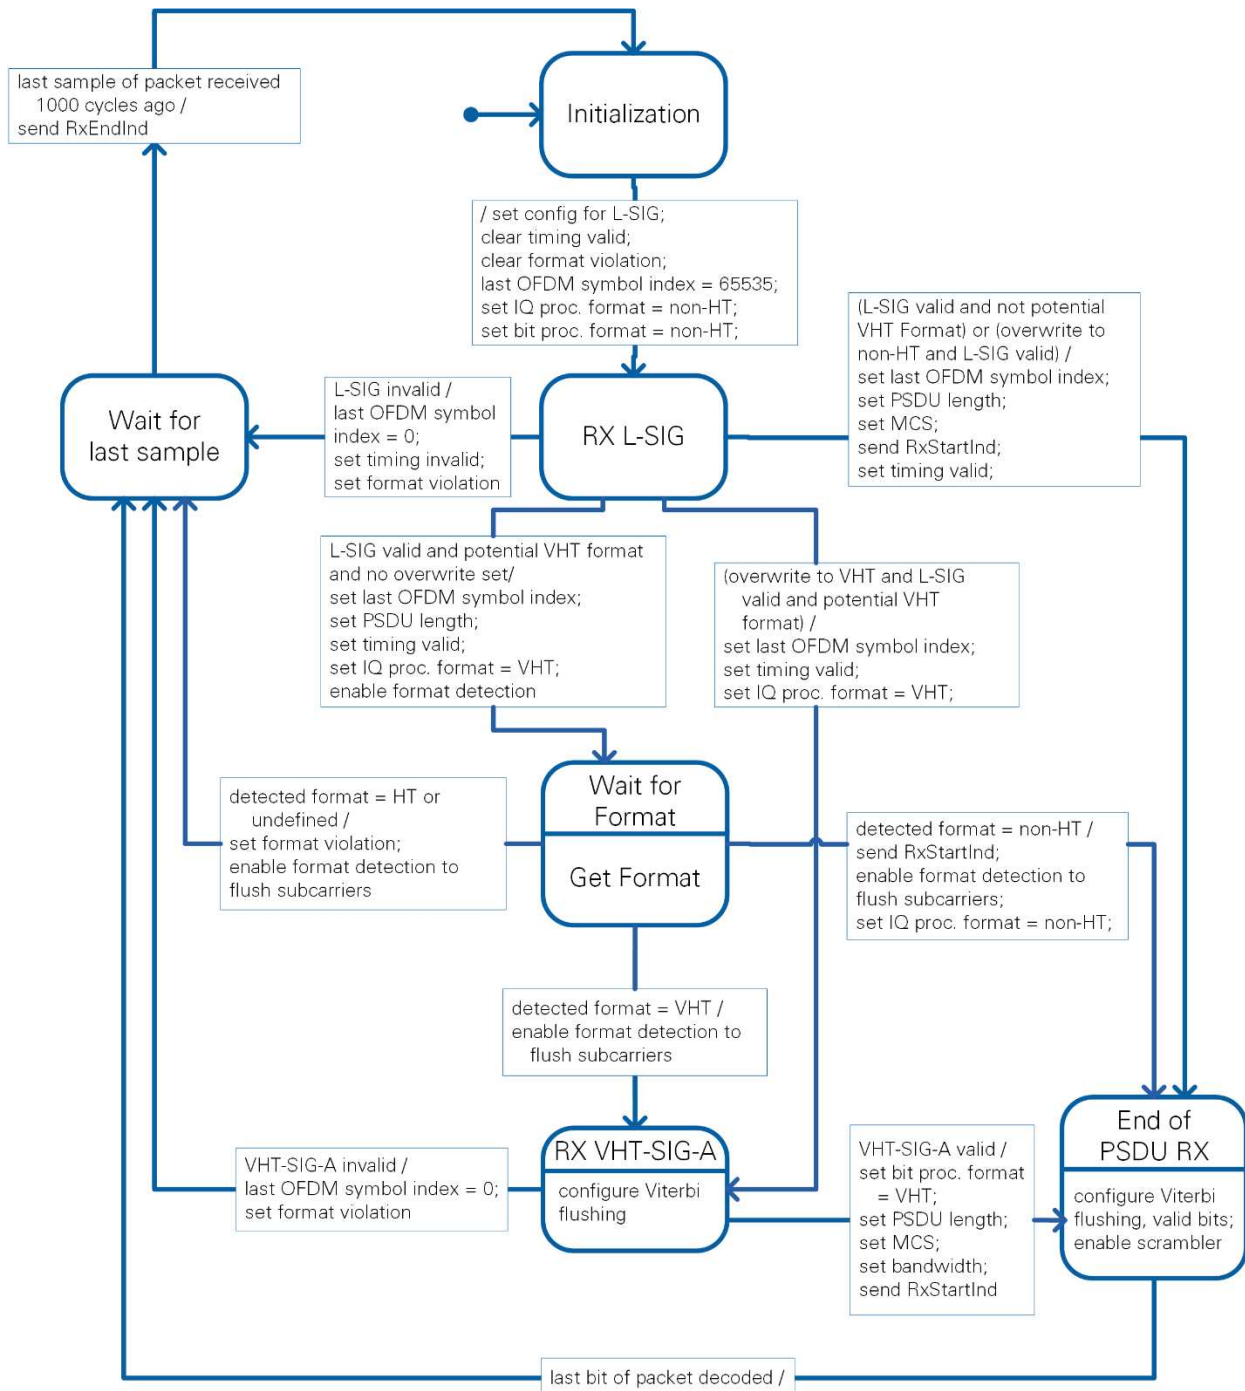 last sample of packet received
1000 cycles ago /
send RxEndInd
Initialization
/ set config for L-SIG;
clear timing valid;
clear format violation;
last OFDM symbol index = 65535;
set IQ proc. format = non-HT;
set bit proc. format = non-HT;
(L-SIG valid and not potential
VHT Format) or (overwrite to
non-HT and L-SIG valid) /
set last OFDM symbol index;
set PSDU length;
set MCS;
send RxStartInd;
set timing valid;
Wait for
last sample
L-SIG invalid /
last OFDM symbol
index = 0;
set timing invalid;
set format violation
RX L-SIG
L-SIG valid and potential VHT format
and no overwrite set/
set last OFDM symbol index;
set PSDU length;
set timing valid;
set IQ proc. format = VHT;
enable format detection
(overwrite to VHT and L-SIG
valid and potential VHT
format) /
set last OFDM symbol index;
set timing valid;
set IQ proc. format = VHT;
detected format = HT or
undefined /
set format violation;
enable format detection to
flush subcarriers
Wait for
Format
Get Format
detected format = non-HT /
send RxStartInd;
enable format detection to
flush subcarriers;
set IQ proc. format = non-HT;
detected format = VHT /
enable format detection to
flush subcarriers
VHT-SIG-A invalid /
last OFDM symbol index = 0;
set format violation
RX VHT-SIG-A
configure Viterbi
flushing
VHT-SIG-A valid /
set bit proc. format
= VHT;
set PSDU length;
set MCS;
set bandwidth;
send RxStartInd
End of
PSDU RX
configure Viterbi
flushing, valid bits;
enable scrambler
last bit of packet decoded /